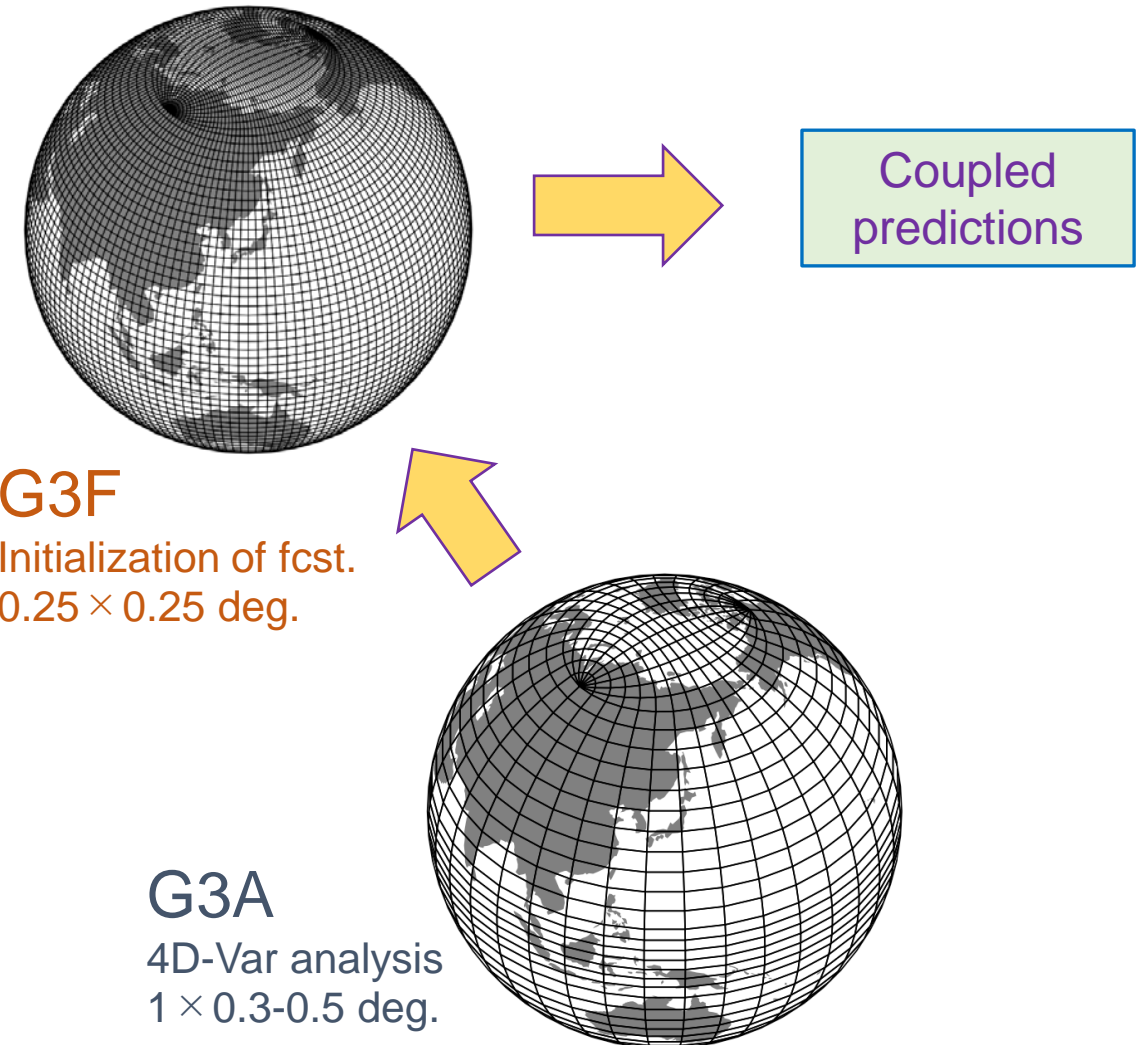 Coupled
predictions
G3F
Initialization of fcst.
0.25×0.25 deg.
G3A
4D-Var analysis
1×0.3-0.5 deg.